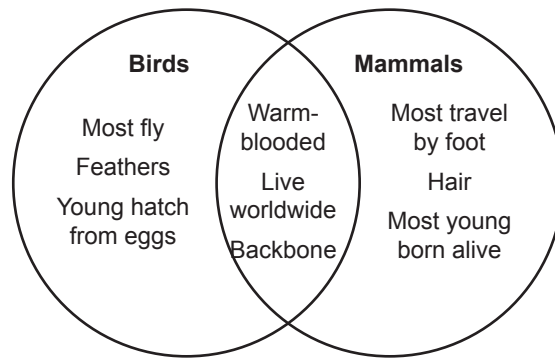 Birds
Most fly
Feathers
Young hatch
from eggs
Warm-
blooded
Live
worldwide
Backbone
Mammals
Most travel
by foot
Hair
Most young
born alive